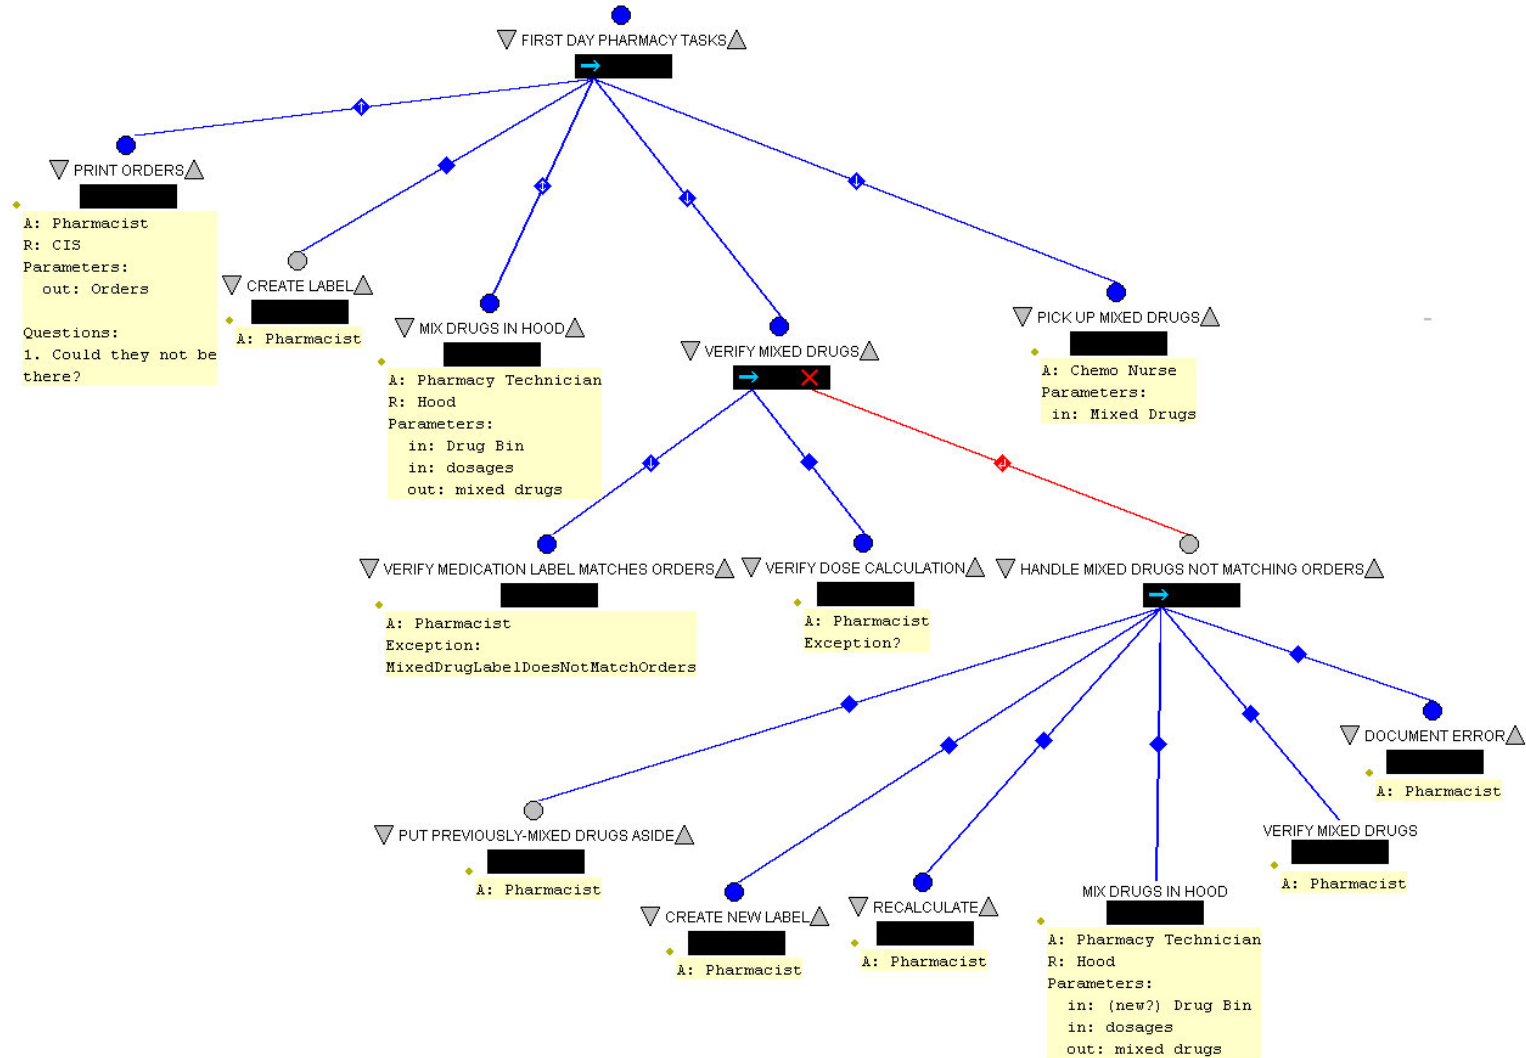 FIRST DAY PHARMACY TASKS
PRINT ORDERS
A: Pharmacist
R: CIS
Parameters:
out: Orders
Questions:
1. Could they not be
there?
CREATE LABEL
A: Pharmacist
MIX DRUGS IN HOOD
A: Pharmacy Technician
R: Hood
Parameters:
in: Drug Bin
in: dosages
out: mixed drugs
VERIFY MIXED DRUGS
PICK UP MIXED DRUGS
A: Chemo Nurse
Parameters:
in: Mixed Drugs
VERIFY MEDICATION LABEL MATCHES ORDERS
A: Pharmacist
Exception:
MixedDrugLabelDoesNotMatchOrders
VERIFY DOSE CALCULATION
A: Pharmacist
Exception?
HANDLE MIXED DRUGS NOT MATCHING ORDERS
PUT PREVIOUSLY-MIXED DRUGS ASIDE
A: Pharmacist
CREATE NEW LABEL
A: Pharmacist
RECALCULATE
A: Pharmacist
MIX DRUGS IN HOOD
A: Pharmacy Technician
R: Hood
Parameters:
in: (new?) Drug Bin
in: dosages
out: mixed drugs
VERIFY MIXED DRUGS
A: Pharmacist
DOCUMENT ERROR
A: Pharmacist